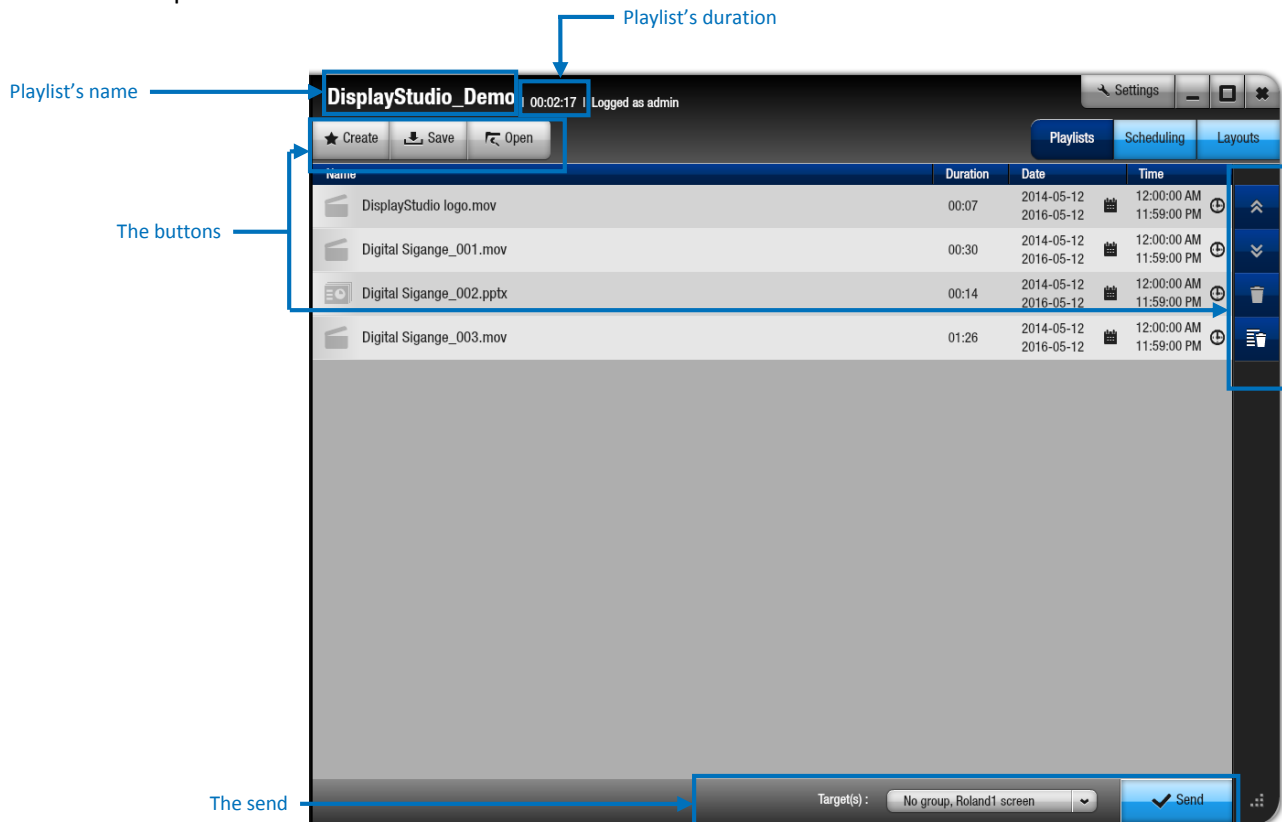 Playlist's duration
Playlist's name
DisplayStudio_Demo | 00:02:17 | Logged as admin
Settings
Create Save Open
Playlists Scheduling Layouts
Name Duration Date Time
DisplayStudio logo.mov 00:07 2014-05-12 12:00:00 AM
2016-05-12 11:59:00 PM
The buttons
Digital Sigange_001.mov 00:30 2014-05-12 12:00:00 AM
2016-05-12 11:59:00 PM
Digital Sigange_002.pptx 00:14 2014-05-12 12:00:00 AM
2016-05-12 11:59:00 PM
Digital Sigange_003.mov 01:26 2014-05-12 12:00:00 AM
2016-05-12 11:59:00 PM
The send
Target(s) : No group, Roland1 screen Send